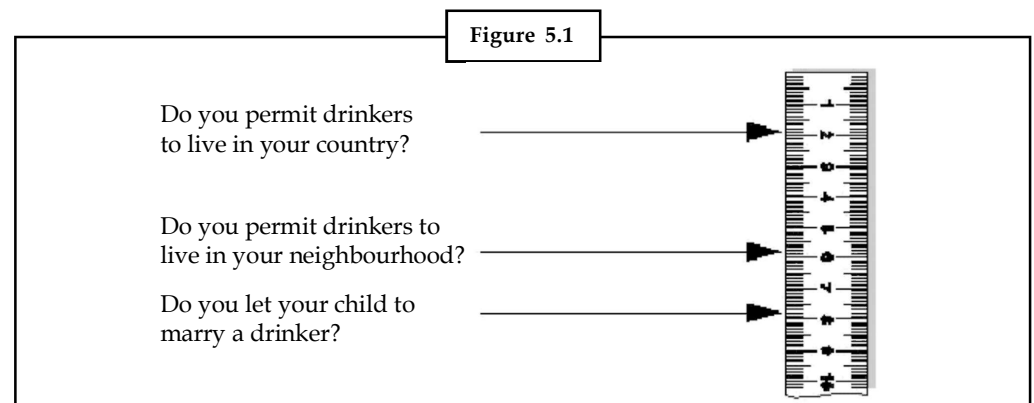 Figure 5.1
Do you permit drinkers
to live in your country?
Do you permit drinkers to
live in your neighbourhood?
Do you let your child to
marry a drinker?